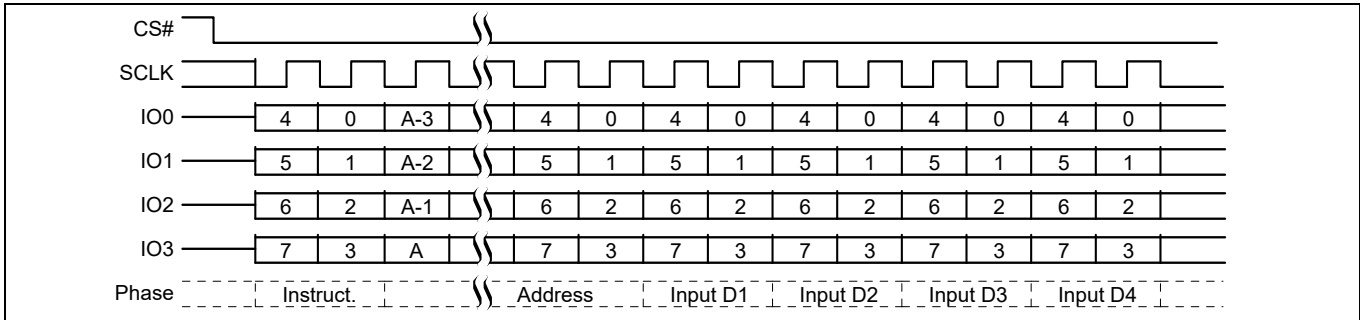 CS#
SCLK
IO0 4 0 A-3 4 0 4 0 4 0 4 0 4 0
IO1 5 1 A-2 5 1 5 1 5 1 5 1 5 1
IO2 6 2 A-1 6 2 6 2 6 2 6 2 6 2
IO3 7 3 A 7 3 7 3 7 3 7 3 7 3
Phase Instruct. Address Input D1 Input D2 Input D3 Input D4